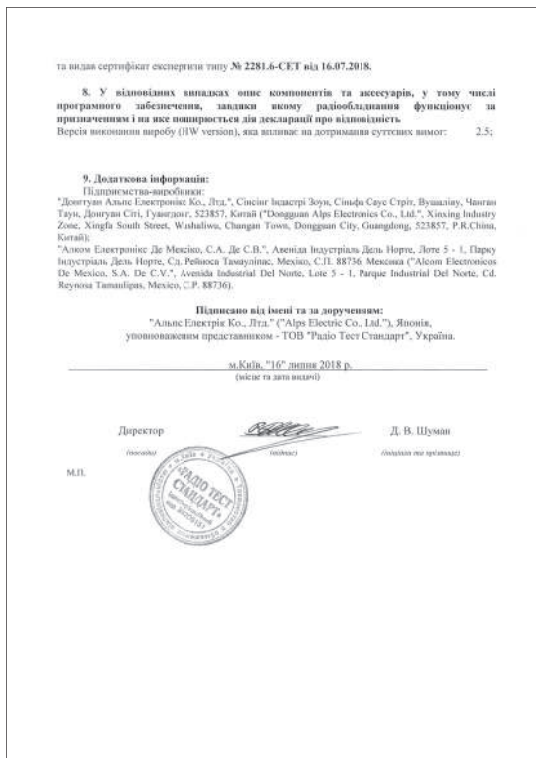 та видав сертифікат експертизи типу № 2281.6-СЕТ від 16.07.2018.
8. У відповідних випадках опис компонентів та аксесуарів, у тому числі
програмного забезпечення, завдяки якому радіообладнання функціонує за
призначенням і на яке поширюється дія декларації про відповідність
Версія виконання виробу (HW version), яка впливає на дотримання суттєвих вимог: 2.5;
9. Додаткова інформація:
Підприємства-виробники:
"Донггуан Альпс Електронікс Ко., Лтд.", Сінсінг Індастрі Зоун, Сіньфа Саус Стріт, Вушаліву, Чанган
Таун, Донгуан Сіті, Гуангдонг, 523857, Китай ("Dongguan Alps Electronics Co., Ltd.", Xinxing Industry
Zone, Xingfa South Street, Wushaliwu, Changan Town, Dongguan City, Guangdong, 523857, P.R.China,
Китай);
"Алком Електронікс Де Мексіко, С.А. Де С.В.", Авеніда Індустріаль Дель Норте, Лоте 5 - 1, Парку
Індустріаль Дель Норте, Сд. Рейноса Тамауліпас, Мехіко, С.П. 88736 Мексика ("Alcom Electronicos
De Mexico, S.A. De C.V.", Avenida Industrial Del Norte, Lote 5 - 1, Parque Industrial Del Norte, Cd.
Reynosa Tamaulipas, Mexico, C.P. 88736).
Підписано від імені та за дорученням:
"Альпс Електрік Ко., Лтд." ("Alps Electric Co., Ltd."), Японія,
уповноваженим представником - ТОВ "Радіо Тест Стандарт", Україна.
м.Київ, "16" липня 2018 р.
(місце та дата видачі)
Директор Д. В. Шуман
(посада) (підпис) (ініціали та прізвище)
М.П.
«РАДІО ТЕСТ
СТАНДАРТ»